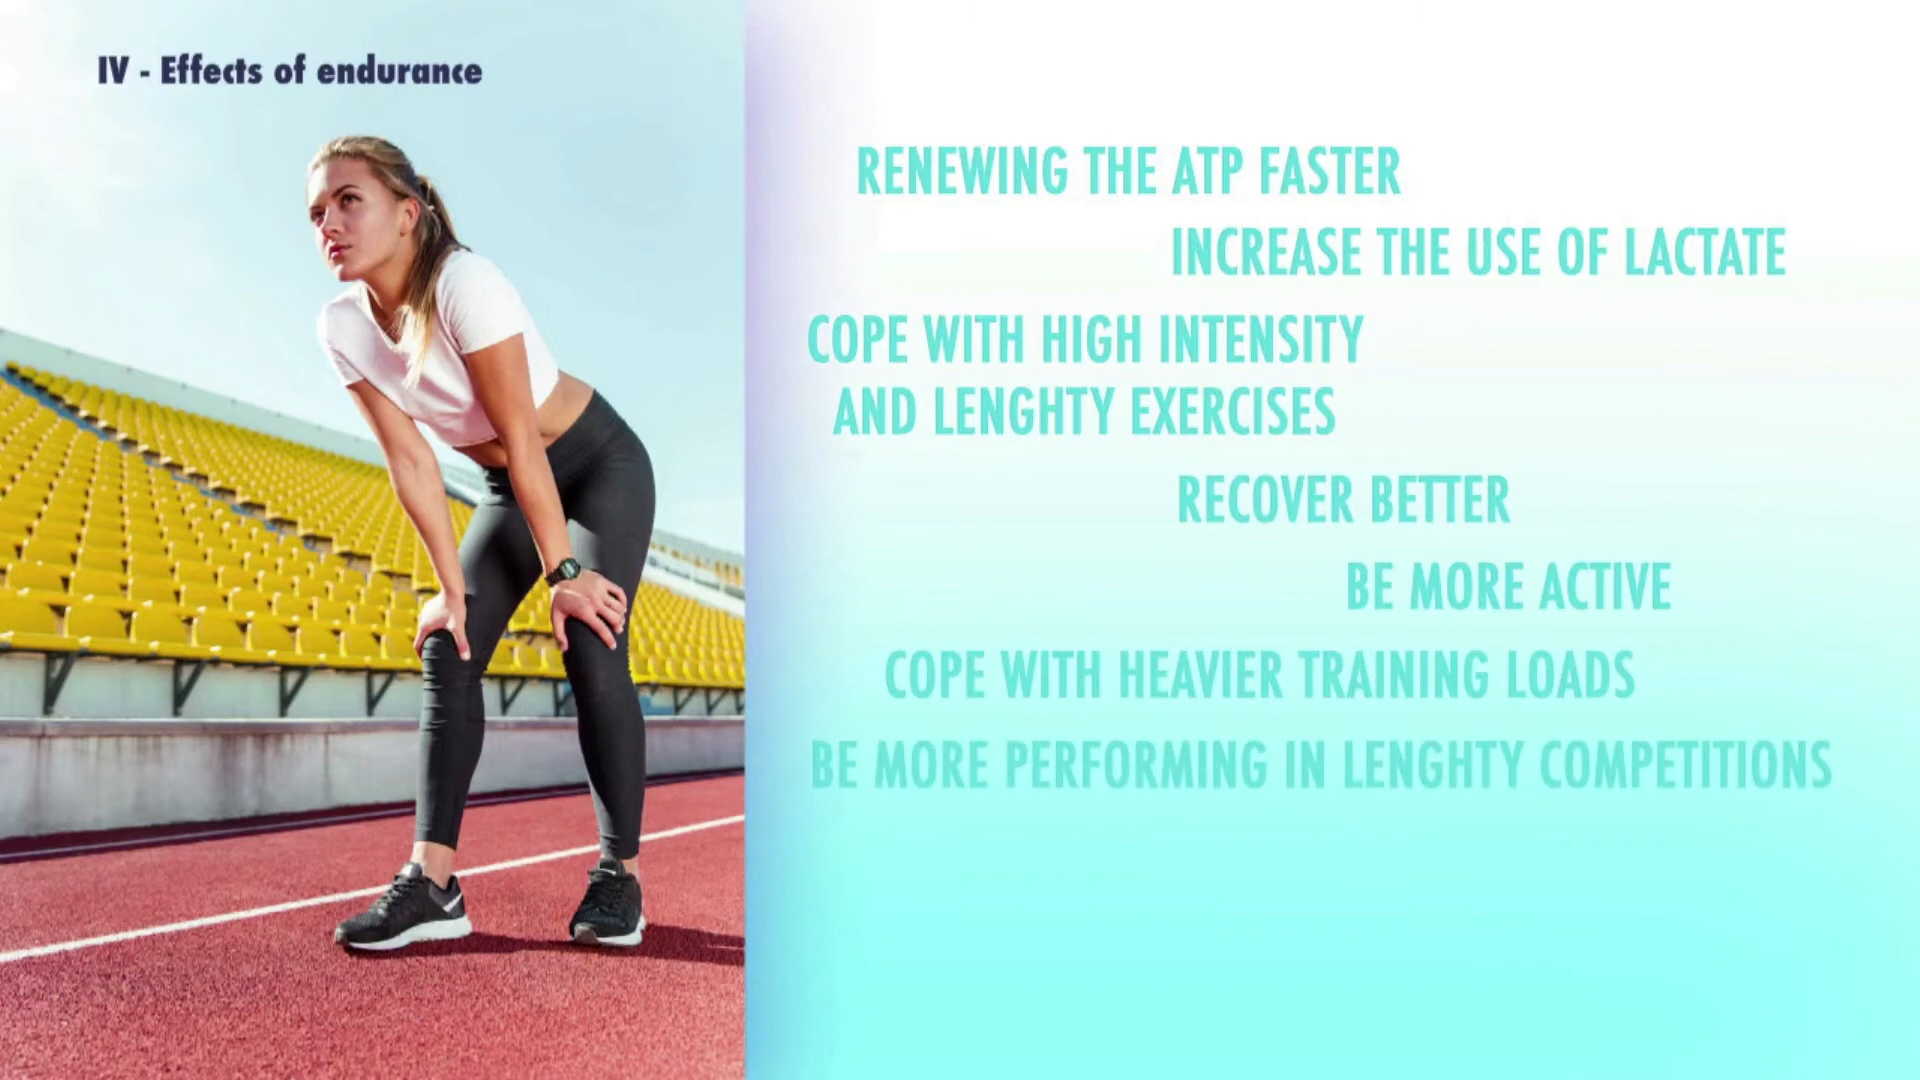 IV - Effects of endurance
RENEWING THE ATP FASTER
INCREASE THE USE OF LACTATE
COPE WITH HIGH INTENSITY
AND LENGHTY EXERCISES
RECOVER BETTER
BE MORE ACTIVE
COPE WITH HEAVIER TRAINING LOADS
BE MORE PERFORMING IN LENGHTY COMPETITIONS